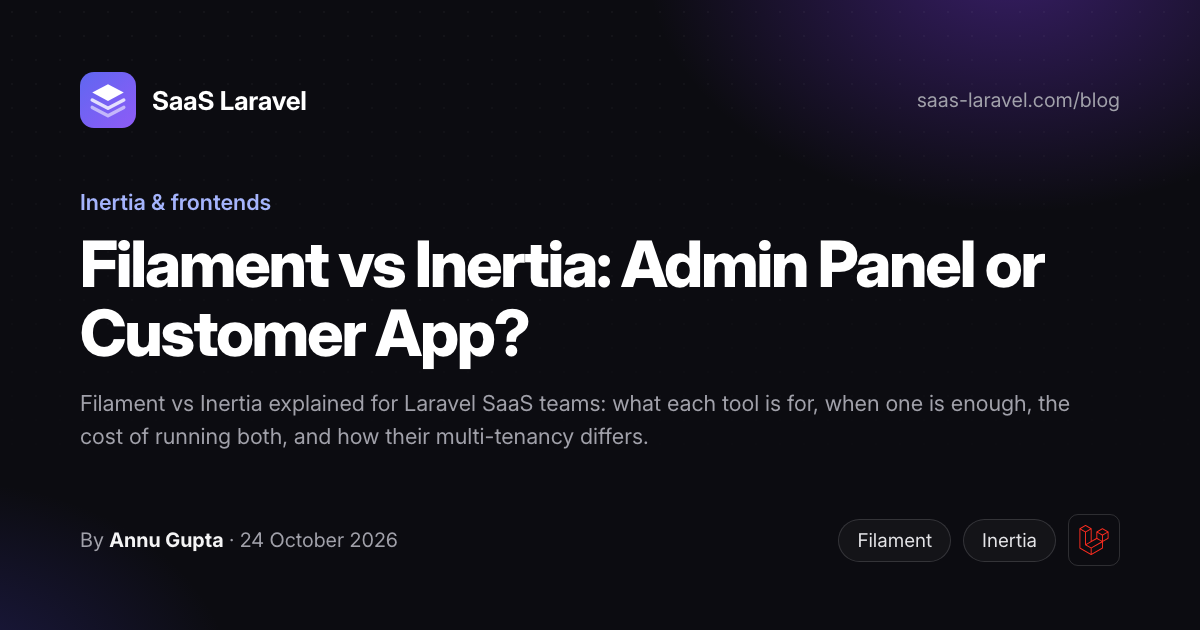 SaaS Laravel
saas-laravel.com/blog
Inertia & frontends
Filament vs Inertia: Admin Panel or
Customer App?
Filament vs Inertia explained for Laravel SaaS teams: what each tool is for, when one is enough, the
cost of running both, and how their multi-tenancy differs.
By Annu Gupta · 24 October 2026
Filament
Inertia